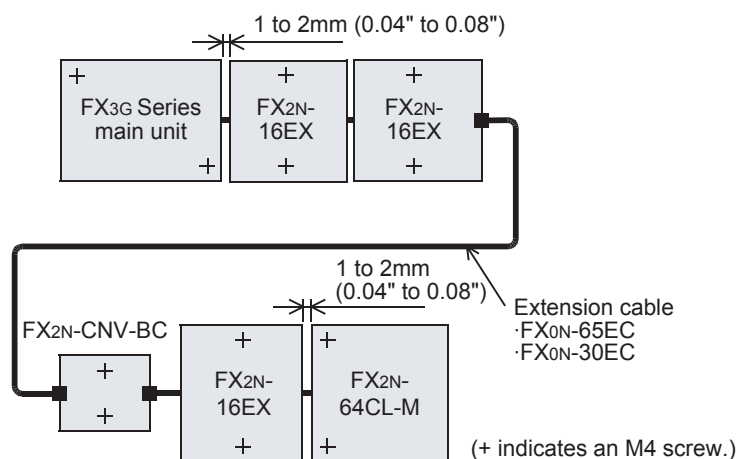 1 to 2mm (0.04" to 0.08")
FX3G Series
main unit
FX2N-
16EX
FX2N-
16EX
1 to 2mm
(0.04" to 0.08")
Extension cable
·FX0N-65EC
·FX0N-30EC
FX2N-CNV-BC
FX2N-
16EX
FX2N-
64CL-M
(+ indicates an M4 screw.)